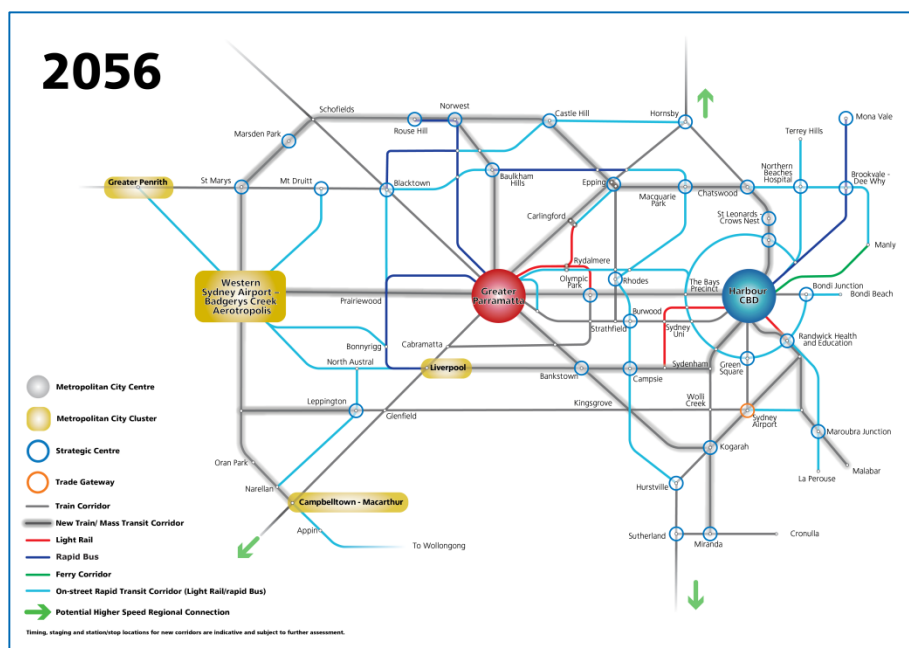 2056
Schofields
Norwest
Castle Hill
Hornsby
Rouse Hill
Mona Vale
Marsden Park
Terrey Hills
Greater Penrith
St Marys
Mt Druitt
Blacktown
Baulkham
Hills
Epping
Macquarie
Park
Chatswood
Northern
Beaches
Hospital
Brookvale -
Dee Why
Carlingford
St Leonards -
Crows Nest
Manly
Western
Sydney Airport –
Badgerys Creek
Aerotropolis
Prairiewood
Greater
Parramatta
Rydalmere
Olympic
Park
Rhodes
The Bays
Precinct
Harbour
CBD
Bondi Junction
Bondi Beach
Strathfield
Burwood
Sydney
Uni
Bonnyrigg
Cabramatta
Randwick Health
and Education
North Austral
Liverpool
Bankstown
Campsie
Sydenham
Green
Square
Leppington
Glenfield
Kingsgrove
Wolli
Creek
Sydney
Airport
Maroubra Junction
Kogarah
Malabar
La Perouse
Oran Park
Narellan
Hurstville
Campbelltown - Macarthur
Appin
To Wollongong
Sutherland
Miranda
Cronulla
Metropolitan City Centre
Metropolitan City Cluster
Strategic Centre
Trade Gateway
Train Corridor
New Train/ Mass Transit Corridor
Light Rail
Rapid Bus
Ferry Corridor
On-street Rapid Transit Corridor (Light Rail/rapid Bus)
Potential Higher Speed Regional Connection
Timing, staging and station/stop locations for new corridors are indicative and subject to further assessment.